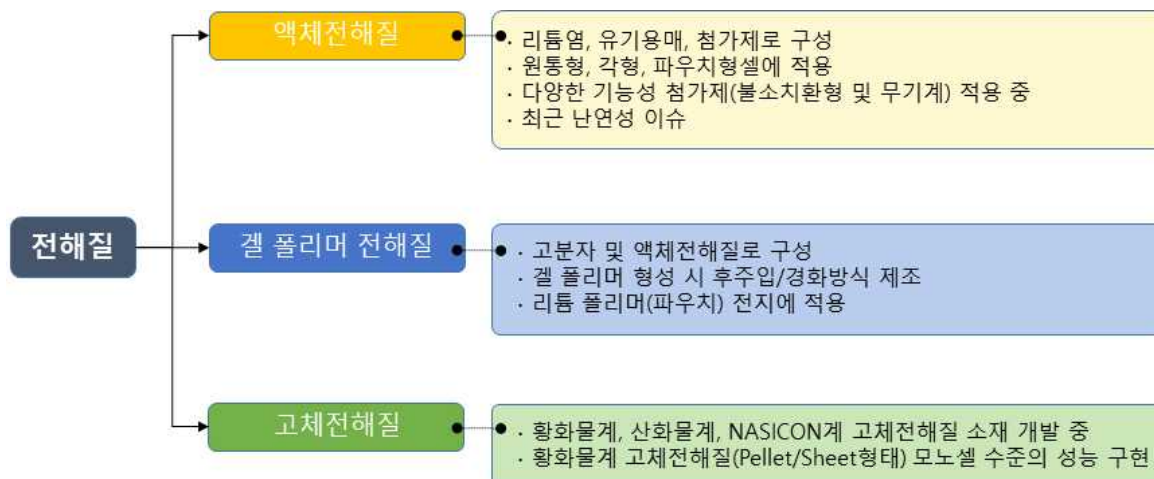 액체전해질
· 리튬염, 유기용매, 첨가제로 구성
· 원통형, 각형, 파우치형셀에 적용
· 다양한 기능성 첨가제(불소치환형 및 무기계) 적용 중
· 최근 난연성 이슈
전해질
겔 폴리머 전해질
· 고분자 및 액체전해질로 구성
· 겔 폴리머 형성 시 후주입/경화방식 제조
· 리튬 폴리머(파우치) 전지에 적용
고체전해질
· 황화물계, 산화물계, NASICON계 고체전해질 소재 개발 중
· 황화물계 고체전해질(Pellet/Sheet형태) 모노셀 수준의 성능 구현